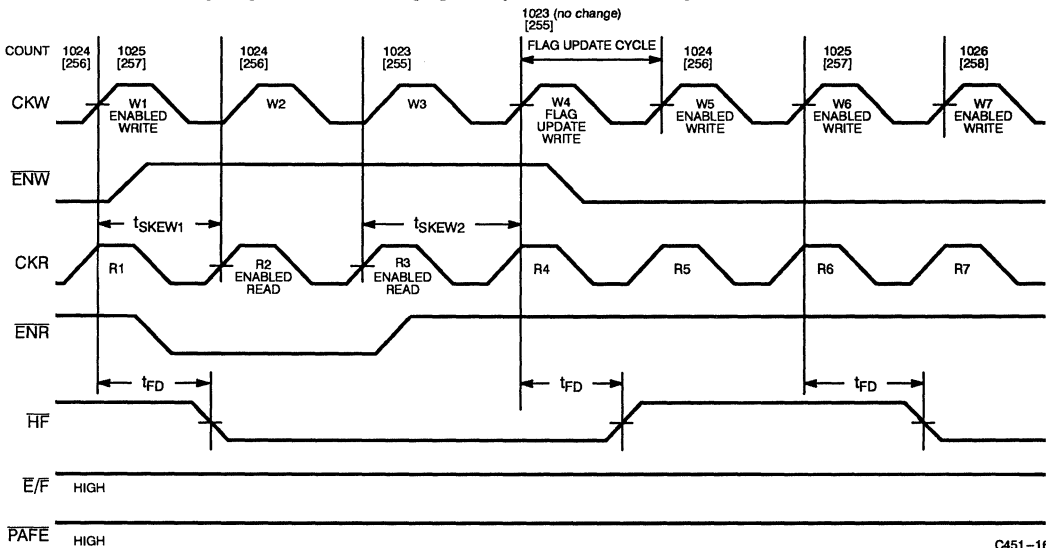 1023 (no change)
[255]
COUNT 1024 1025 1024 1023 FLAG UPDATE CYCLE 1024 1025 1026
[256] [257] [256] [255] [256] [257] [258]
CKW W1 W2 W3 W4 W5 W6 W7
ENABLED WRITE FLAG UPDATE WRITE ENABLED WRITE ENABLED WRITE ENABLED WRITE
ENW
tSKEW1 tSKEW2
CKR R1 R2 R3 R4 R5 R6 R7
ENABLED READ ENABLED READ
ENR
tFD tFD tFD
HF
E/F HIGH
PAFE HIGH
C451–16